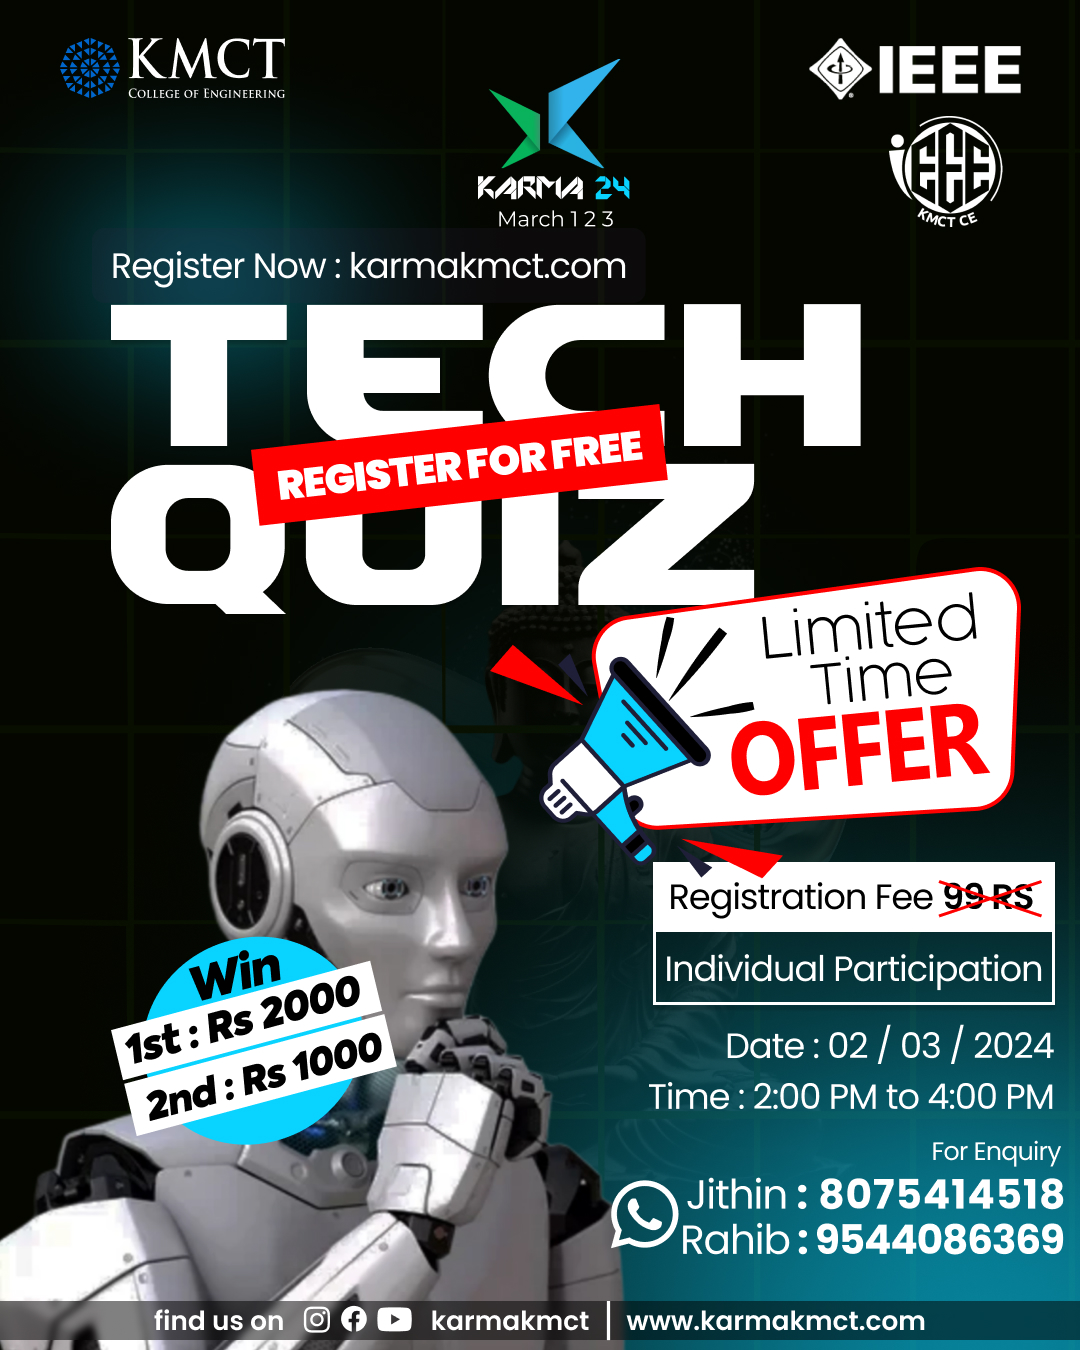 KMCT
COLLEGE OF ENGINEERING
IEEE
iEEE
KMCT CE
KARMA 24
March 1 2 3
Register Now : karmakmct.com
TECH
REGISTER FOR FREE
QUIZ
Limited
Time
OFFER
Registration Fee 99 RS
Individual Participation
Win
1st : Rs 2000
2nd : Rs 1000
Date : 02 / 03 / 2024
Time : 2:00 PM to 4:00 PM
For Enquiry
Jithin : 8075414518
Rahib : 9544086369
find us on karmakmct | www.karmakmct.com